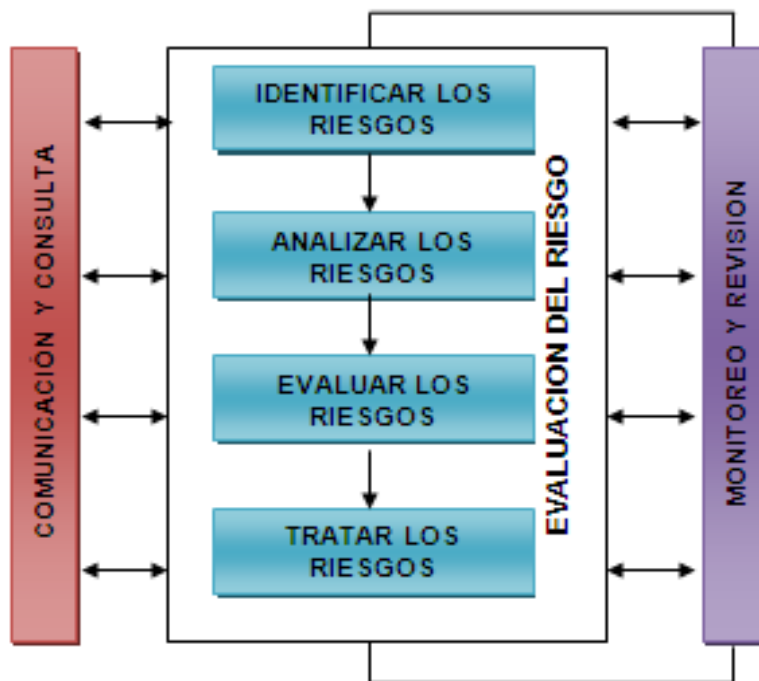 COMUNICACIÓN Y CONSULTA
IDENTIFICAR LOS
RIESGOS
ANALIZAR LOS
RIESGOS
EVALUAR LOS
RIESGOS
TRATAR LOS
RIESGOS
EVALUACION DEL RIESGO
MONITOREO Y REVISION